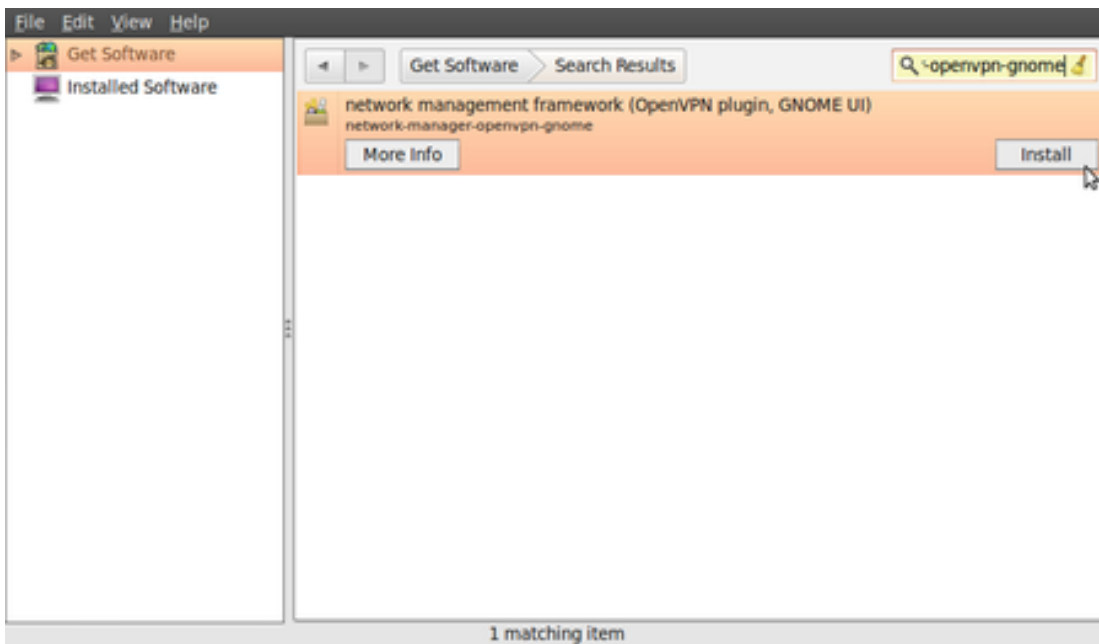 File Edit View Help
Get Software
Installed Software
Get Software Search Results
-openvpn-gnome
network management framework (OpenVPN plugin, GNOME UI)
network-manager-openvpn-gnome
More Info
Install
1 matching item